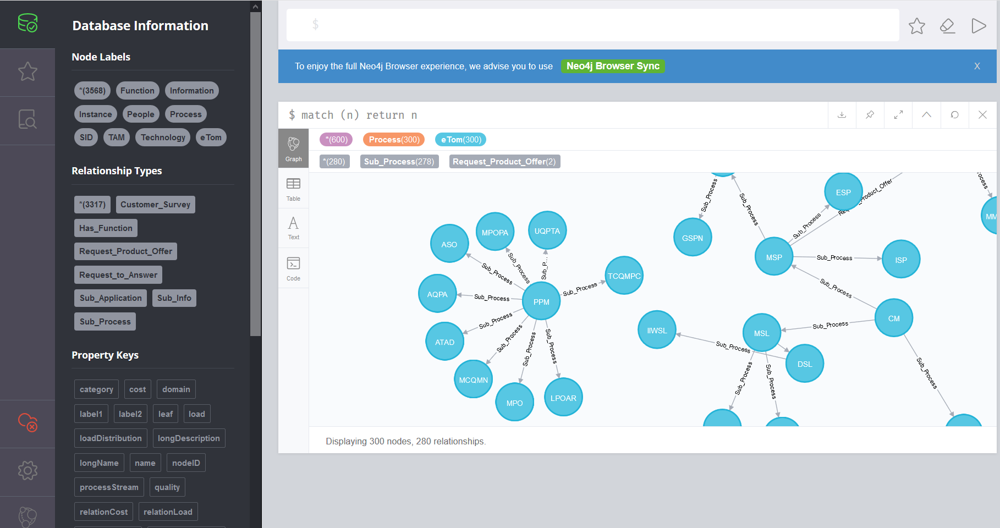 Database Information
Node Labels
*(3568) Function Information
Instance People Process
SID TAM Technology eTom
Relationship Types
*(3317) Customer_Survey
Has_Function
Request_Product_Offer
Request_to_Answer
Sub_Application Sub_Info
Sub_Process
Property Keys
category cost domain
label1 label2 leaf load
loadDistribution longDescription
longName name nodeID
processStream quality
relationCost relationLoad
$
To enjoy the full Neo4j Browser experience, we advise you to use Neo4j Browser Sync X
$ match (n) return n
Graph
Table
Text
Code
*(600) Process(300) eTom(300)
*(280) Sub_Process(278) Request_Product_Offer(2)
ASO
MPOPA
UQPTA
TCQMPC
AQPA
PPM
ATAD
MCQMN
MPO
LPOAR
Sub_Process
Sub_Process
Sub_P...
Sub_Process
Sub_Process
Sub_Process
Sub_Process
Sub_Process
Sub_Process
GSPN
ESP
MSP
ISP
CM
MSL
IIWSL
DSL
MM
Sub_Process
Sub_Process
Sub_Process
Sub_Process
Sub_Process
Sub_Process
Sub_Process
Sub_Process
Sub_Process
Sub_Process
Displaying 300 nodes, 280 relationships.